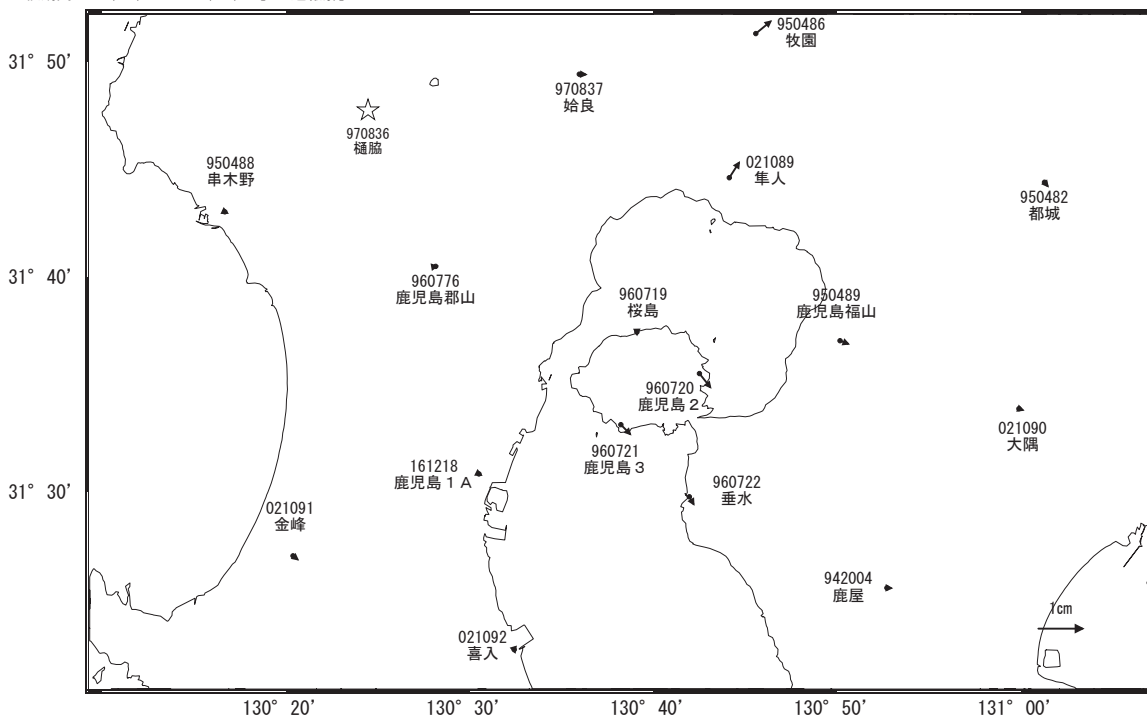 950486
牧園
31° 50′
970837
姶良
970836
樋脇
950488
串木野
021089
隼人
950482
都城
31° 40′
960776
鹿児島郡山
960719
桜島
950489
鹿児島福山
960720
鹿児島２
021090
大隅
960721
鹿児島３
161218
鹿児島１Ａ
31° 30′
960722
垂水
021091
金峰
942004
鹿屋
1cm
021092
喜入
130° 20′
130° 30′
130° 40′
130° 50′
131° 00′